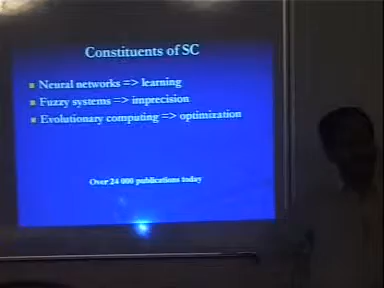 Constituents of SC
Neural networks => learning
Fuzzy systems => imprecision
Evolutionary computing => optimization
Over 24 000 publications today